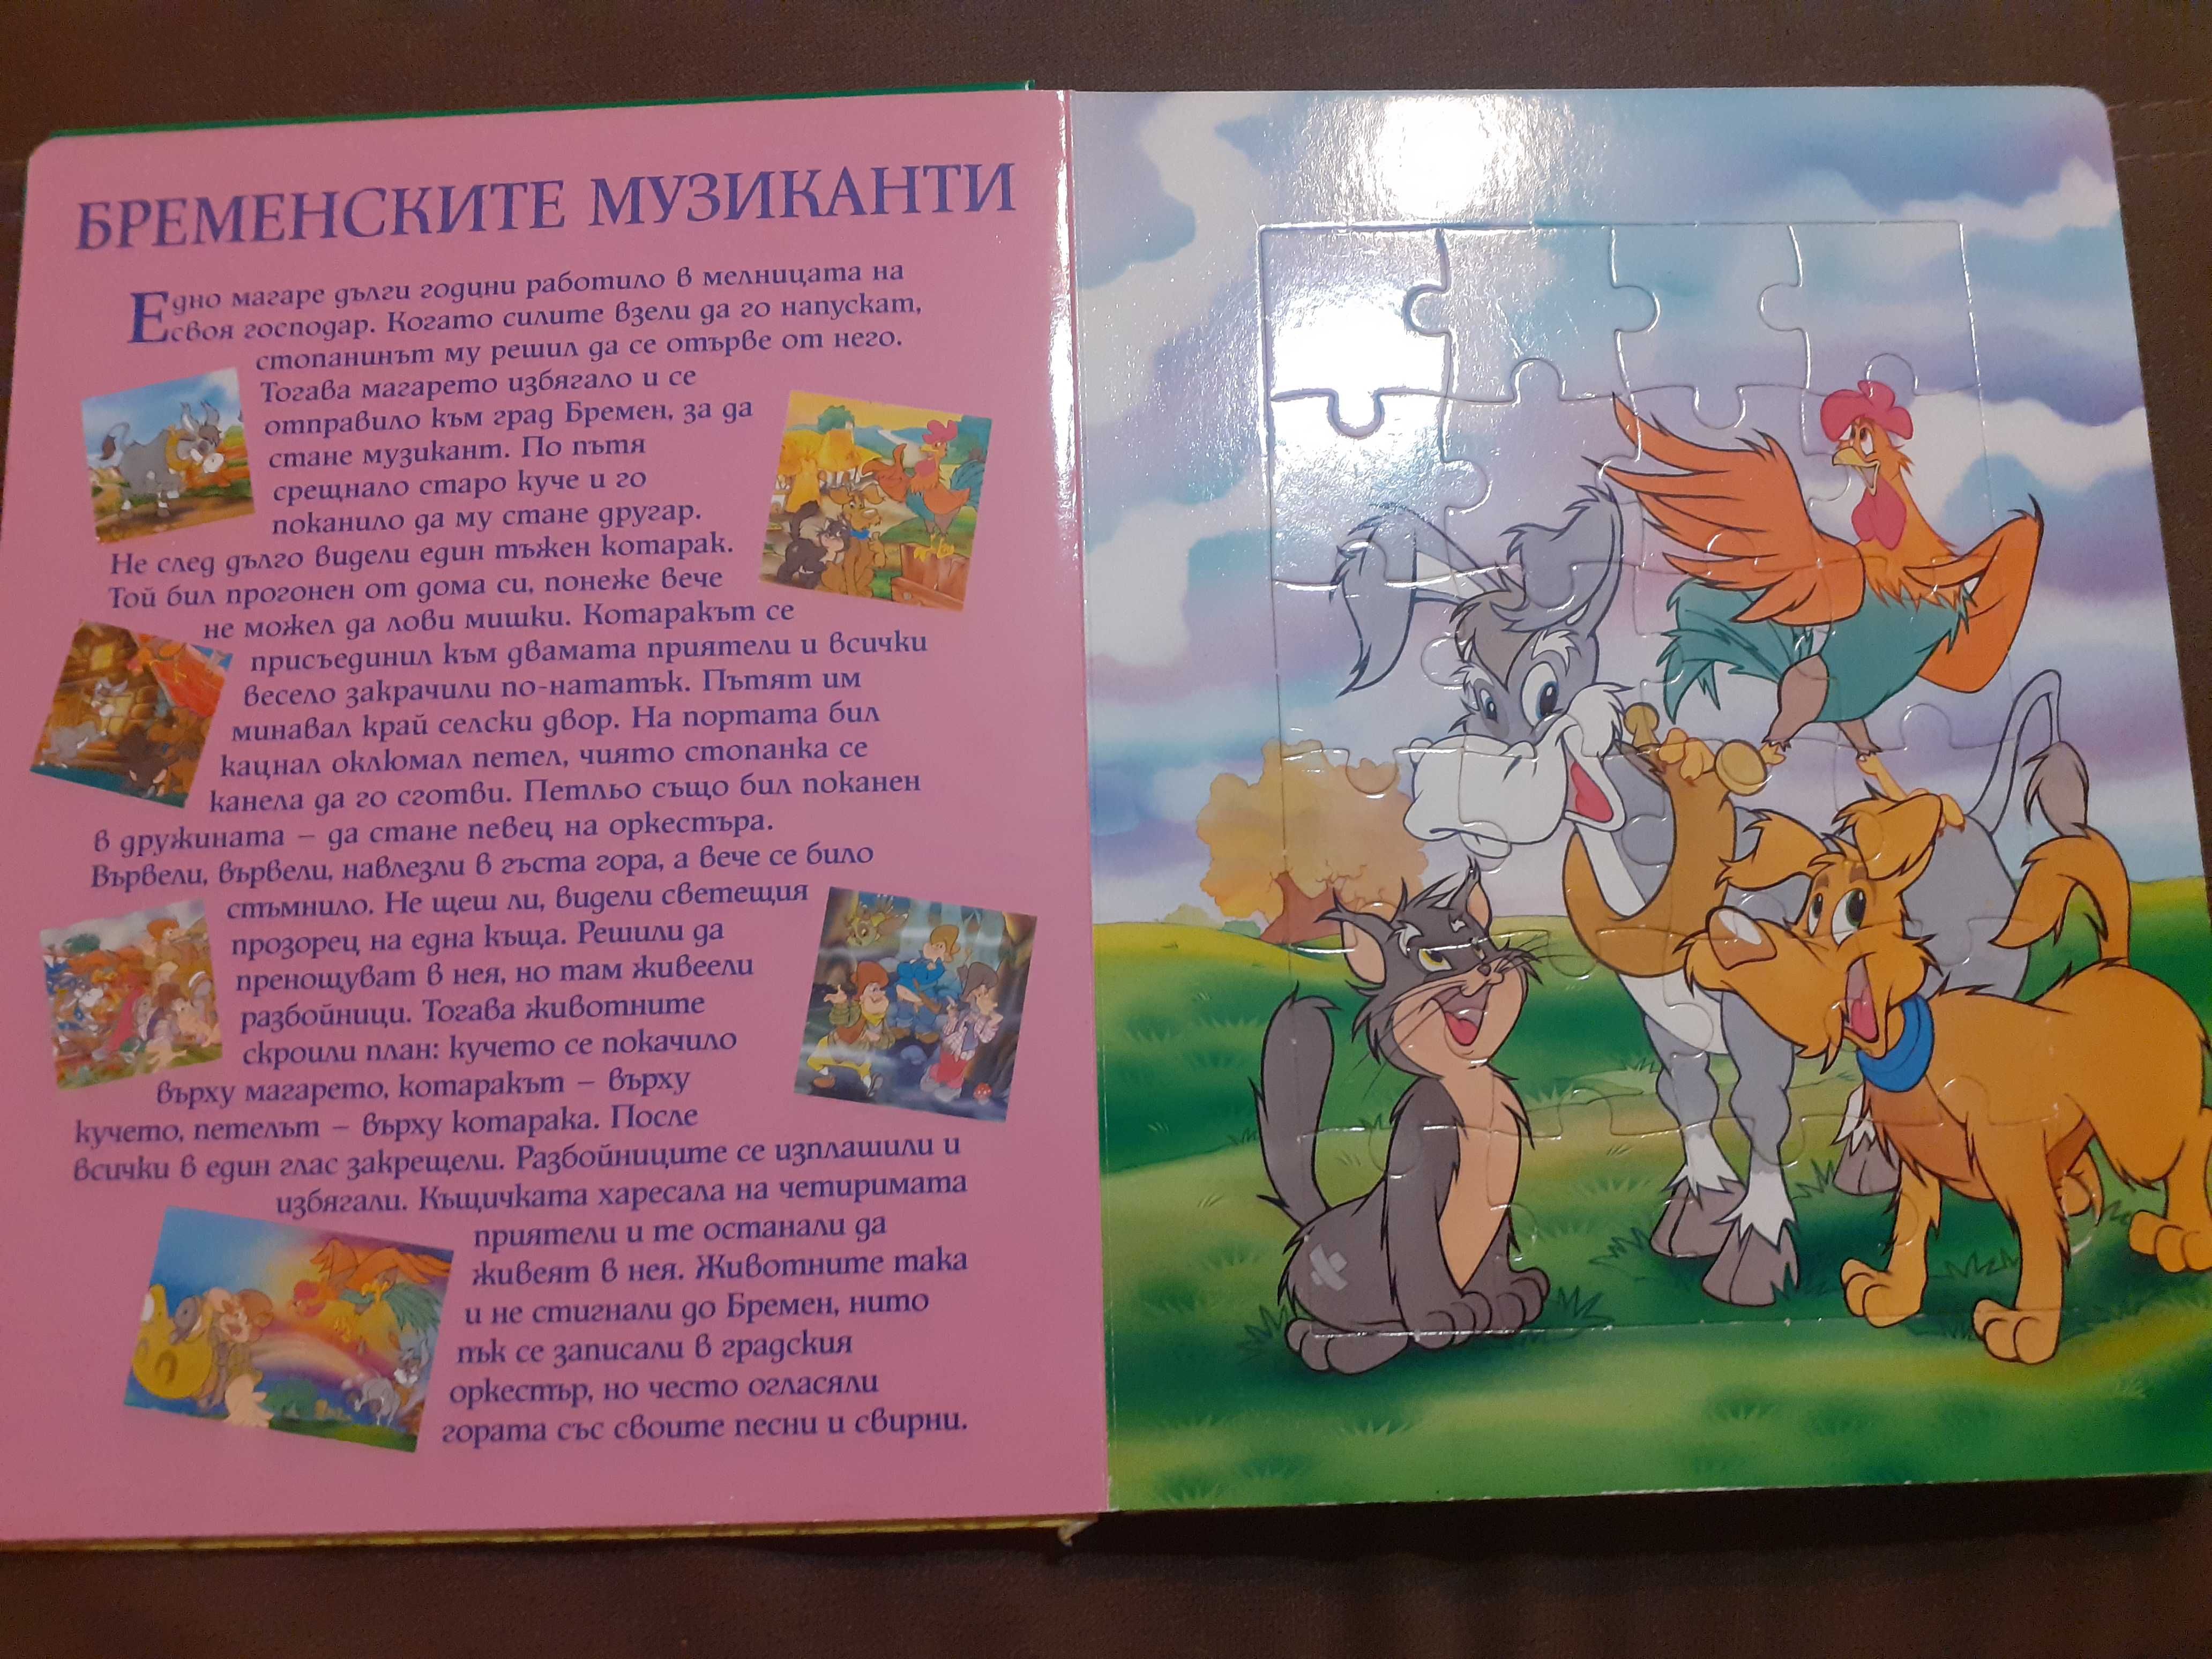 БРЕМЕНСКИТЕ МУЗИКАНТИ
Едно магаре дълги години работило в мелницата на
своя господар. Когато силите взели да го напускат,
стопанинът му решил да се отърве от него.
Тогава магарето избягало и се
отправило към град Бремен, за да
стане музикант. По пътя
срещнало старо куче и го
поканило да му стане другар.
Не след дълго видели един тъжен котарак.
Той бил прогонен от дома си, понеже вече
не можел да лови мишки. Котаракът се
присъединил към двамата приятели и всички
весело закрачили по-нататък. Пътят им
минавал край селски двор. На портата бил
кацнал оклюмал петел, чиято стопанка се
канела да го сготви. Петльо също бил поканен
в дружината – да стане певец на оркестъра.
Вървели, вървели, навлезли в гъста гора, а вече се било
стъмнило. Не щеш ли, видели светещия
прозорец на една къща. Решили да
пренощуват в нея, но там живеели
разбойници. Тогава животните
скроили план: кучето се покачило
върху магарето, котаракът – върху
кучето, петелът – върху котарака. После
всички в един глас закрещели. Разбойниците се изплашили и
избягали. Къщичката харесала на четиримата
приятели и те останали да
живеят в нея. Животните така
и не стигнали до Бремен, нито
пък се записали в градския
оркестър, но често огласяли
гората със своите песни и свирни.